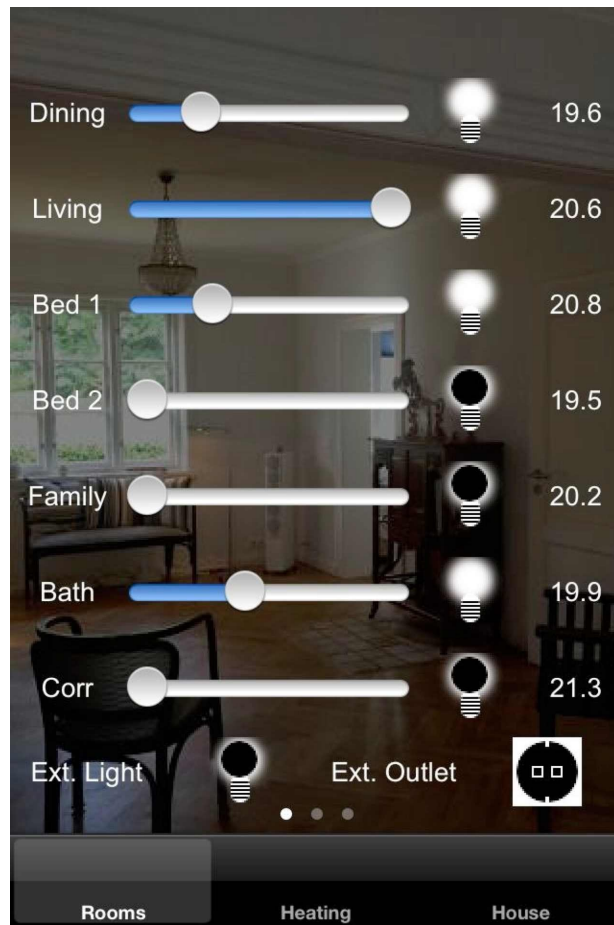 Dining 19.6
Living 20.6
Bed 1 20.8
Bed 2 19.5
Family 20.2
Bath 19.9
Corr 21.3
Ext. Light Ext. Outlet
Rooms Heating House